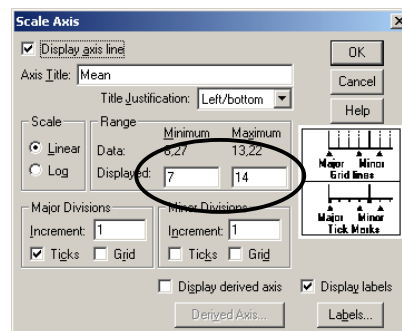 Scale Axis
Display axis line
OK
Axis Title: Mean
Cancel
Title Justification: Left/bottom
Help
Scale
Range
Minimum Maximum
Linear
Data: 8,27 13,22
Log
Displayed: 7 14
Major Minor
Grid lines
Major Minor
Tick Marks
Major Divisions
Minor Divisions
Increment: 1
Increment: 1
Ticks Grid
Ticks Grid
Display derived axis
Display labels
Derived Axis...
Labels...